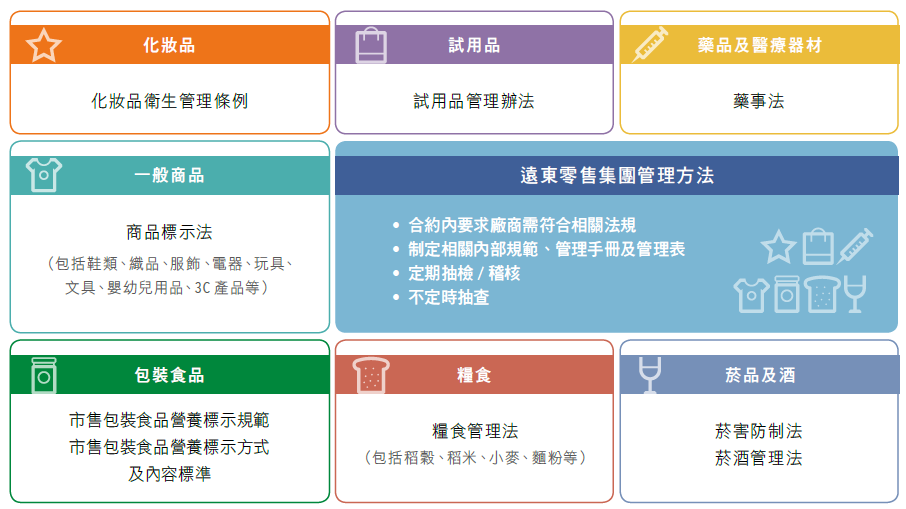 化妝品
化妝品衛生管理條例
試用品
試用品管理辦法
藥品及醫療器材
藥事法
一般商品
商品標示法
（包括鞋類、織品、服飾、電器、玩具、
文具、嬰幼兒用品、3C 產品等）
遠東零售集團管理方法
• 合約內要求廠商需符合相關法規
• 制定相關內部規範、管理手冊及管理表
• 定期抽檢 / 稽核
• 不定時抽查
包裝食品
市售包裝食品營養標示規範
市售包裝食品營養標示方式
及內容標準
糧食
糧食管理法
（包括稻穀、稻米、小麥、麵粉等）
菸品及酒
菸害防制法
菸酒管理法